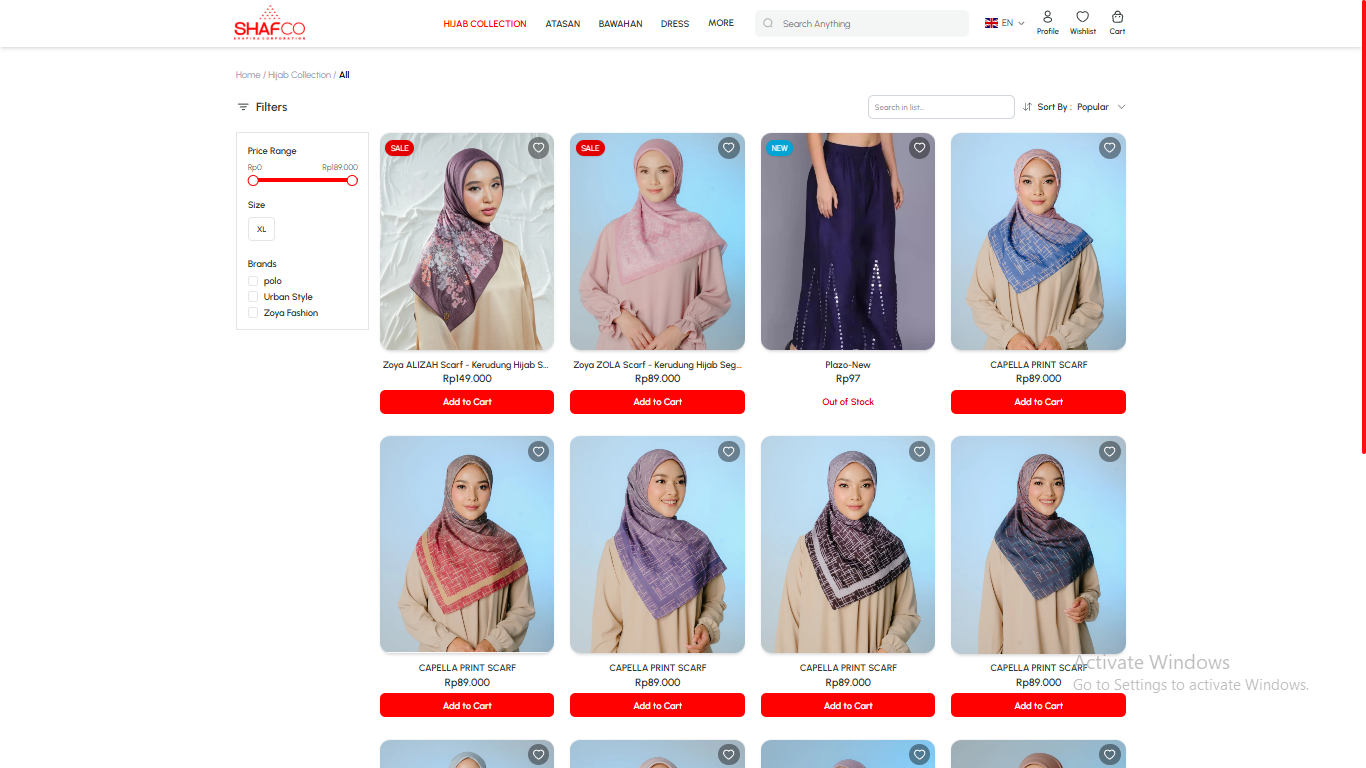 SHAFCO
HIJAB COLLECTION
ATASAN
BAWAHAN
DRESS
MORE
Search Anything
EN
Profile
Wishlist
Cart
Home / Hijab Collection / All
Filters
Search in list...
Sort By : Popular
Price Range
Rp0 Rp189.000
Size
XL
Brands
polo
Urban Style
Zoya Fashion
SALE
SALE
NEW
Zoya ALIZAH Scarf - Kerudung Hijab S...
Rp149.000
Add to Cart
Zoya ZOLA Scarf - Kerudung Hijab Seg...
Rp89.000
Add to Cart
Plazo-New
Rp97
Out of Stock
CAPELLA PRINT SCARF
Rp89.000
Add to Cart
CAPELLA PRINT SCARF
Rp89.000
Add to Cart
CAPELLA PRINT SCARF
Rp89.000
Add to Cart
CAPELLA PRINT SCARF
Rp89.000
Add to Cart
CAPELLA PRINT SCARF
Rp89.000
Add to Cart
Activate Windows
Go to Settings to activate Windows.